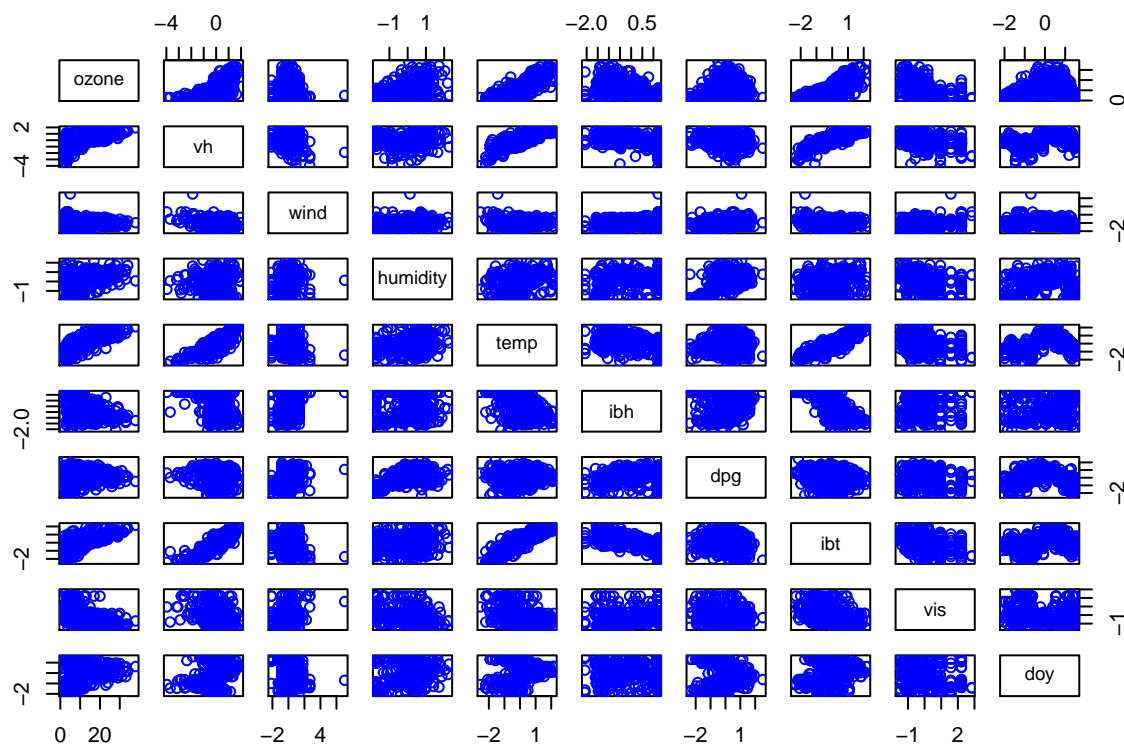 −4 0 −1 1 −2.0 0.5 −2 1 −2 0
ozone 0
2 −4 vh
wind −2
−1 humidity
temp −2
−2.0 ibh
dpg −2
−2 ibt
vis −1
−2 doy
0 20 −2 4 −2 1 −2 1 −1 2